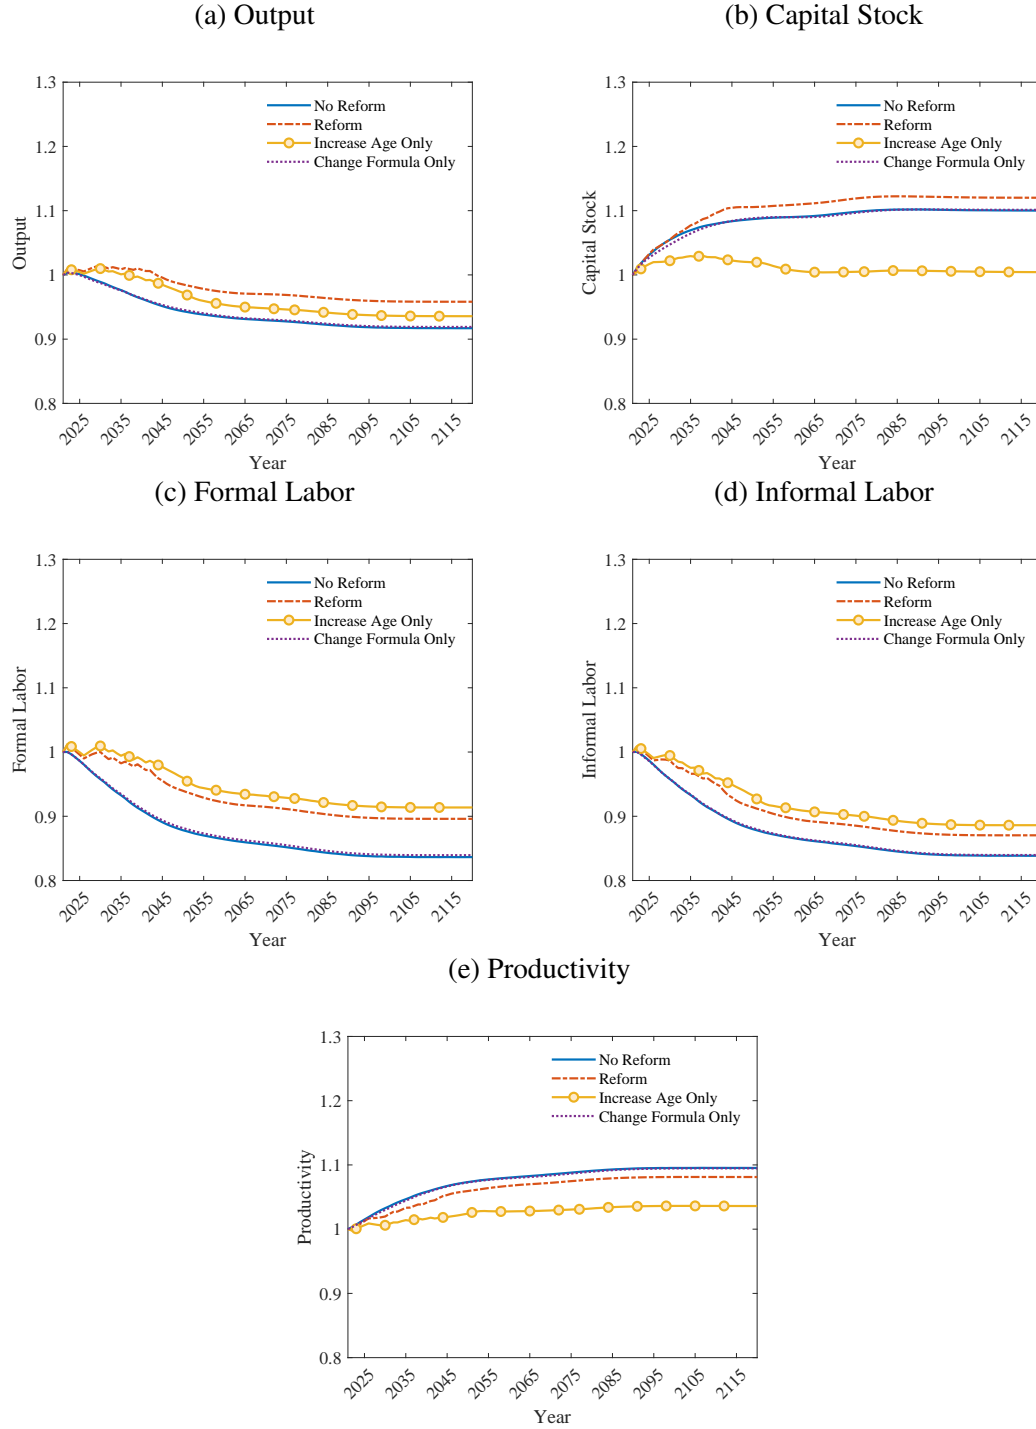 (a) Output
1.3
1.2
1.1
1
0.9
0.8
Output
No Reform
Reform
Increase Age Only
Change Formula Only
2025 2035 2045 2055 2065 2075 2085 2095 2105 2115
Year
(b) Capital Stock
1.3
1.2
1.1
1
0.9
0.8
Capital Stock
No Reform
Reform
Increase Age Only
Change Formula Only
2025 2035 2045 2055 2065 2075 2085 2095 2105 2115
Year
(c) Formal Labor
1.3
1.2
1.1
1
0.9
0.8
Formal Labor
No Reform
Reform
Increase Age Only
Change Formula Only
2025 2035 2045 2055 2065 2075 2085 2095 2105 2115
Year
(d) Informal Labor
1.3
1.2
1.1
1
0.9
0.8
Informal Labor
No Reform
Reform
Increase Age Only
Change Formula Only
2025 2035 2045 2055 2065 2075 2085 2095 2105 2115
Year
(e) Productivity
1.3
1.2
1.1
1
0.9
0.8
Productivity
No Reform
Reform
Increase Age Only
Change Formula Only
2025 2035 2045 2055 2065 2075 2085 2095 2105 2115
Year